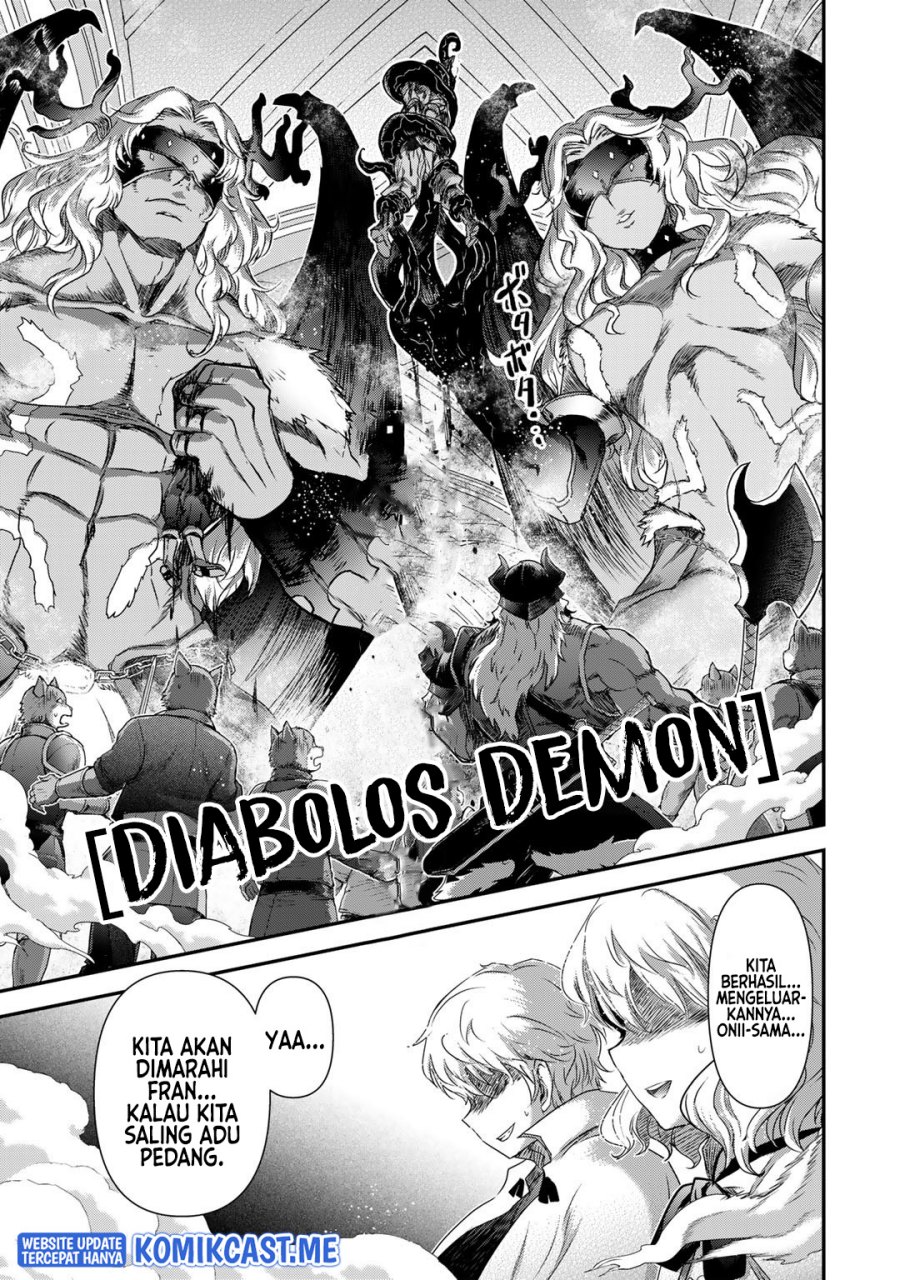 ボタボタ・・・
[DIABOLOS DEMON]
KITA
BERHASIL...
MENGELUAR-
KANNYA...
ONII-SAMA...
YAA...
KITA AKAN
DIMARAHI
FRAN...
KALAU KITA
SALING ADU
PEDANG.
WEBSITE UPDATE
TERCEPAT HANYA
KOMIKCAST.ME